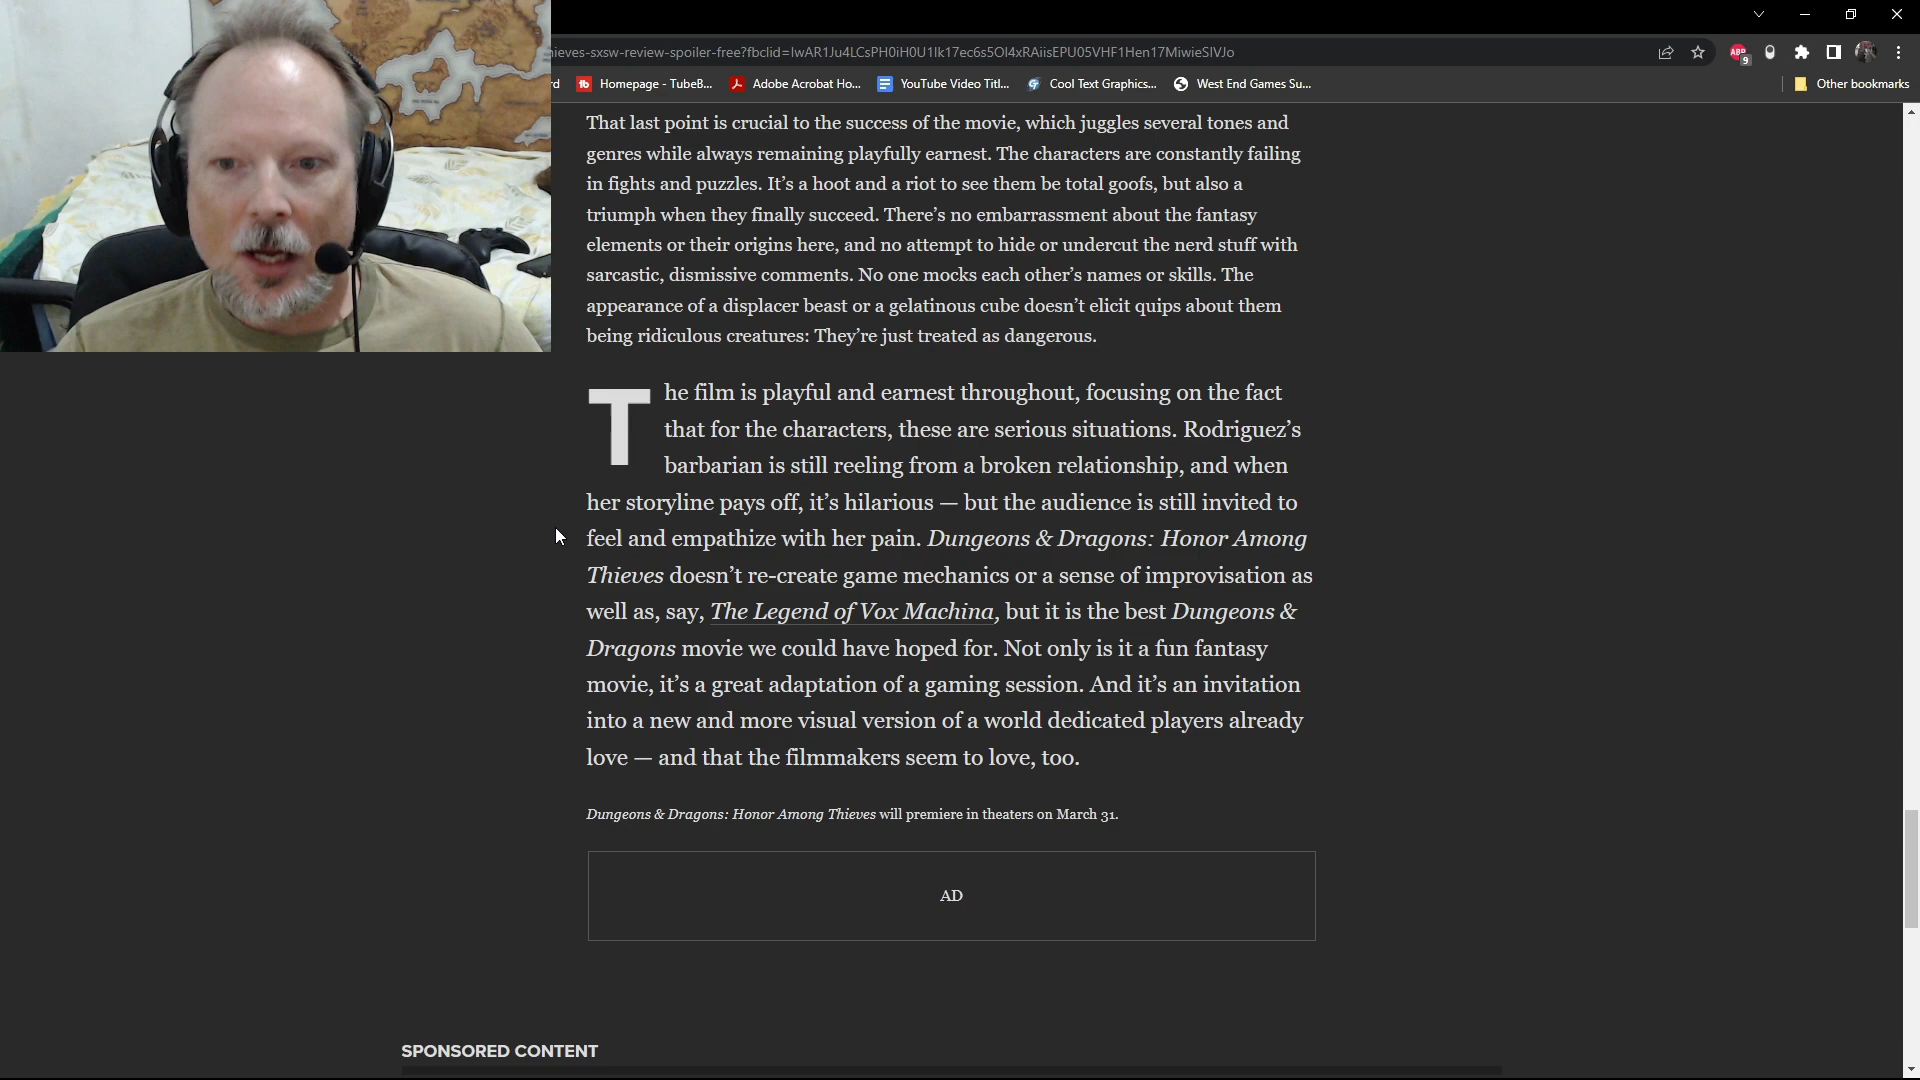 ieves-sxsw-review-spoiler-free?fbclid=IwAR1Ju4LCsPH0iH0U1Ik17ec6s5Ol4xRAiisEPU05VHF1Hen17MiwieSIVJo
ABP
9
d
tb
Homepage - TubeB...
Adobe Acrobat Ho...
YouTube Video Titl...
Cool Text Graphics...
West End Games Su...
Other bookmarks
That last point is crucial to the success of the movie, which juggles several tones and
genres while always remaining playfully earnest. The characters are constantly failing
in fights and puzzles. It’s a hoot and a riot to see them be total goofs, but also a
triumph when they finally succeed. There’s no embarrassment about the fantasy
elements or their origins here, and no attempt to hide or undercut the nerd stuff with
sarcastic, dismissive comments. No one mocks each other’s names or skills. The
appearance of a displacer beast or a gelatinous cube doesn’t elicit quips about them
being ridiculous creatures: They’re just treated as dangerous.
The film is playful and earnest throughout, focusing on the fact
that for the characters, these are serious situations. Rodriguez’s
barbarian is still reeling from a broken relationship, and when
her storyline pays off, it’s hilarious — but the audience is still invited to
feel and empathize with her pain. Dungeons & Dragons: Honor Among
Thieves doesn’t re-create game mechanics or a sense of improvisation as
well as, say, The Legend of Vox Machina, but it is the best Dungeons &
Dragons movie we could have hoped for. Not only is it a fun fantasy
movie, it’s a great adaptation of a gaming session. And it’s an invitation
into a new and more visual version of a world dedicated players already
love — and that the filmmakers seem to love, too.
Dungeons & Dragons: Honor Among Thieves will premiere in theaters on March 31.
AD
SPONSORED CONTENT